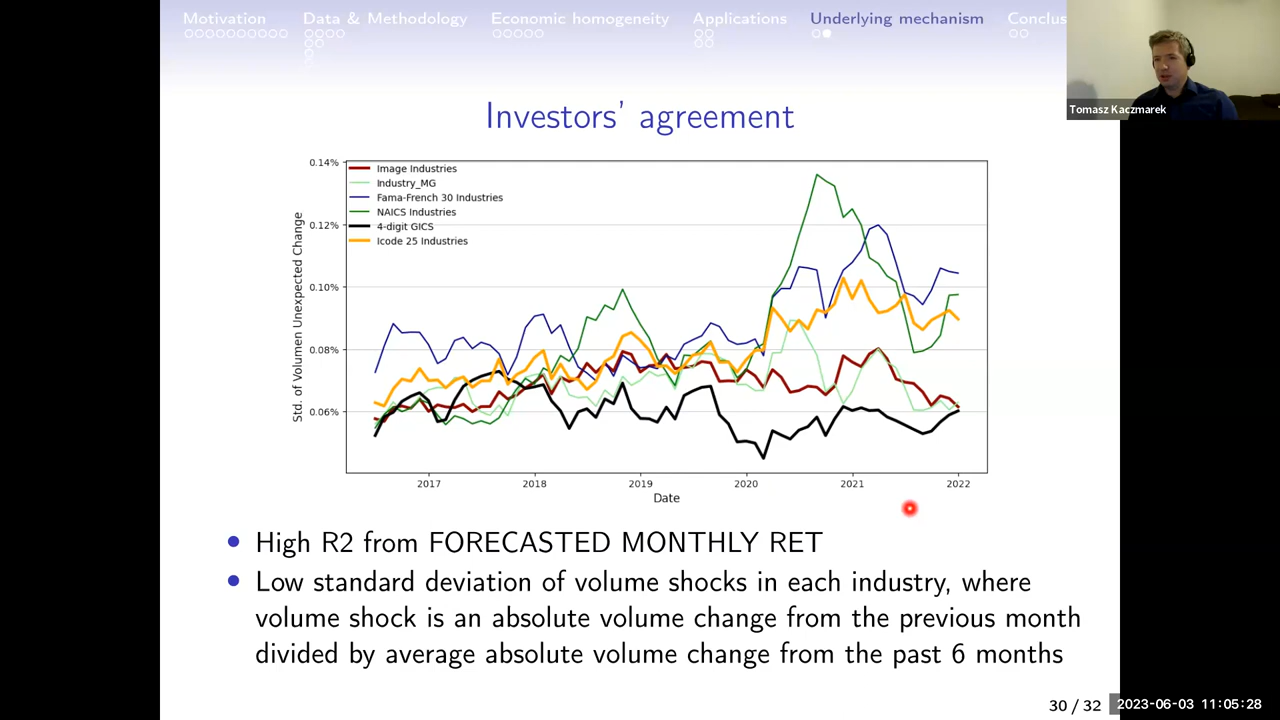 Motivation Data & Methodology Economic homogeneity Applications Underlying mechanism Conclus
Tomasz Kaczmarek
Investors' agreement
0.14%
0.12%
0.10%
0.08%
0.06%
Std. of Volumen Unexpected Change
Image Industries
Industry_MG
Fama-French 30 Industries
NAICS Industries
4-digit GICS
Icode 25 Industries
2017 2018 2019 2020 2021 2022
Date
• High R2 from FORECASTED MONTHLY RET
• Low standard deviation of volume shocks in each industry, where
volume shock is an absolute volume change from the previous month
divided by average absolute volume change from the past 6 months
30 / 32
2023-06-03 11:05:28